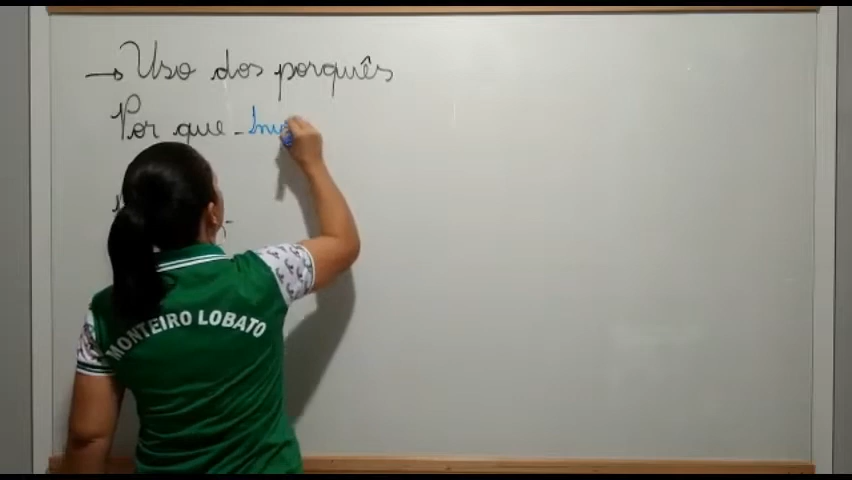 → Uso dos porquês
Por que -
MONTEIRO LOBATO